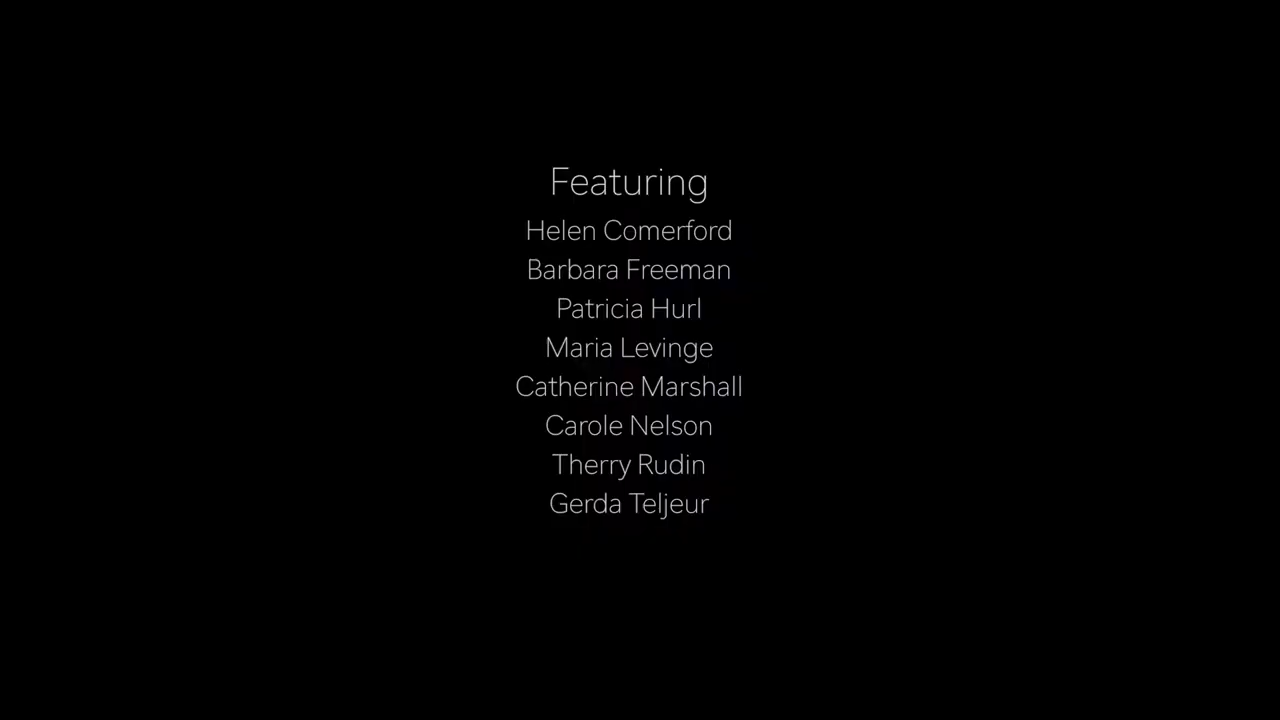 Featuring
Helen Comerford
Barbara Freeman
Patricia Hurl
Maria Levinge
Catherine Marshall
Carole Nelson
Therry Rudin
Gerda Teljeur